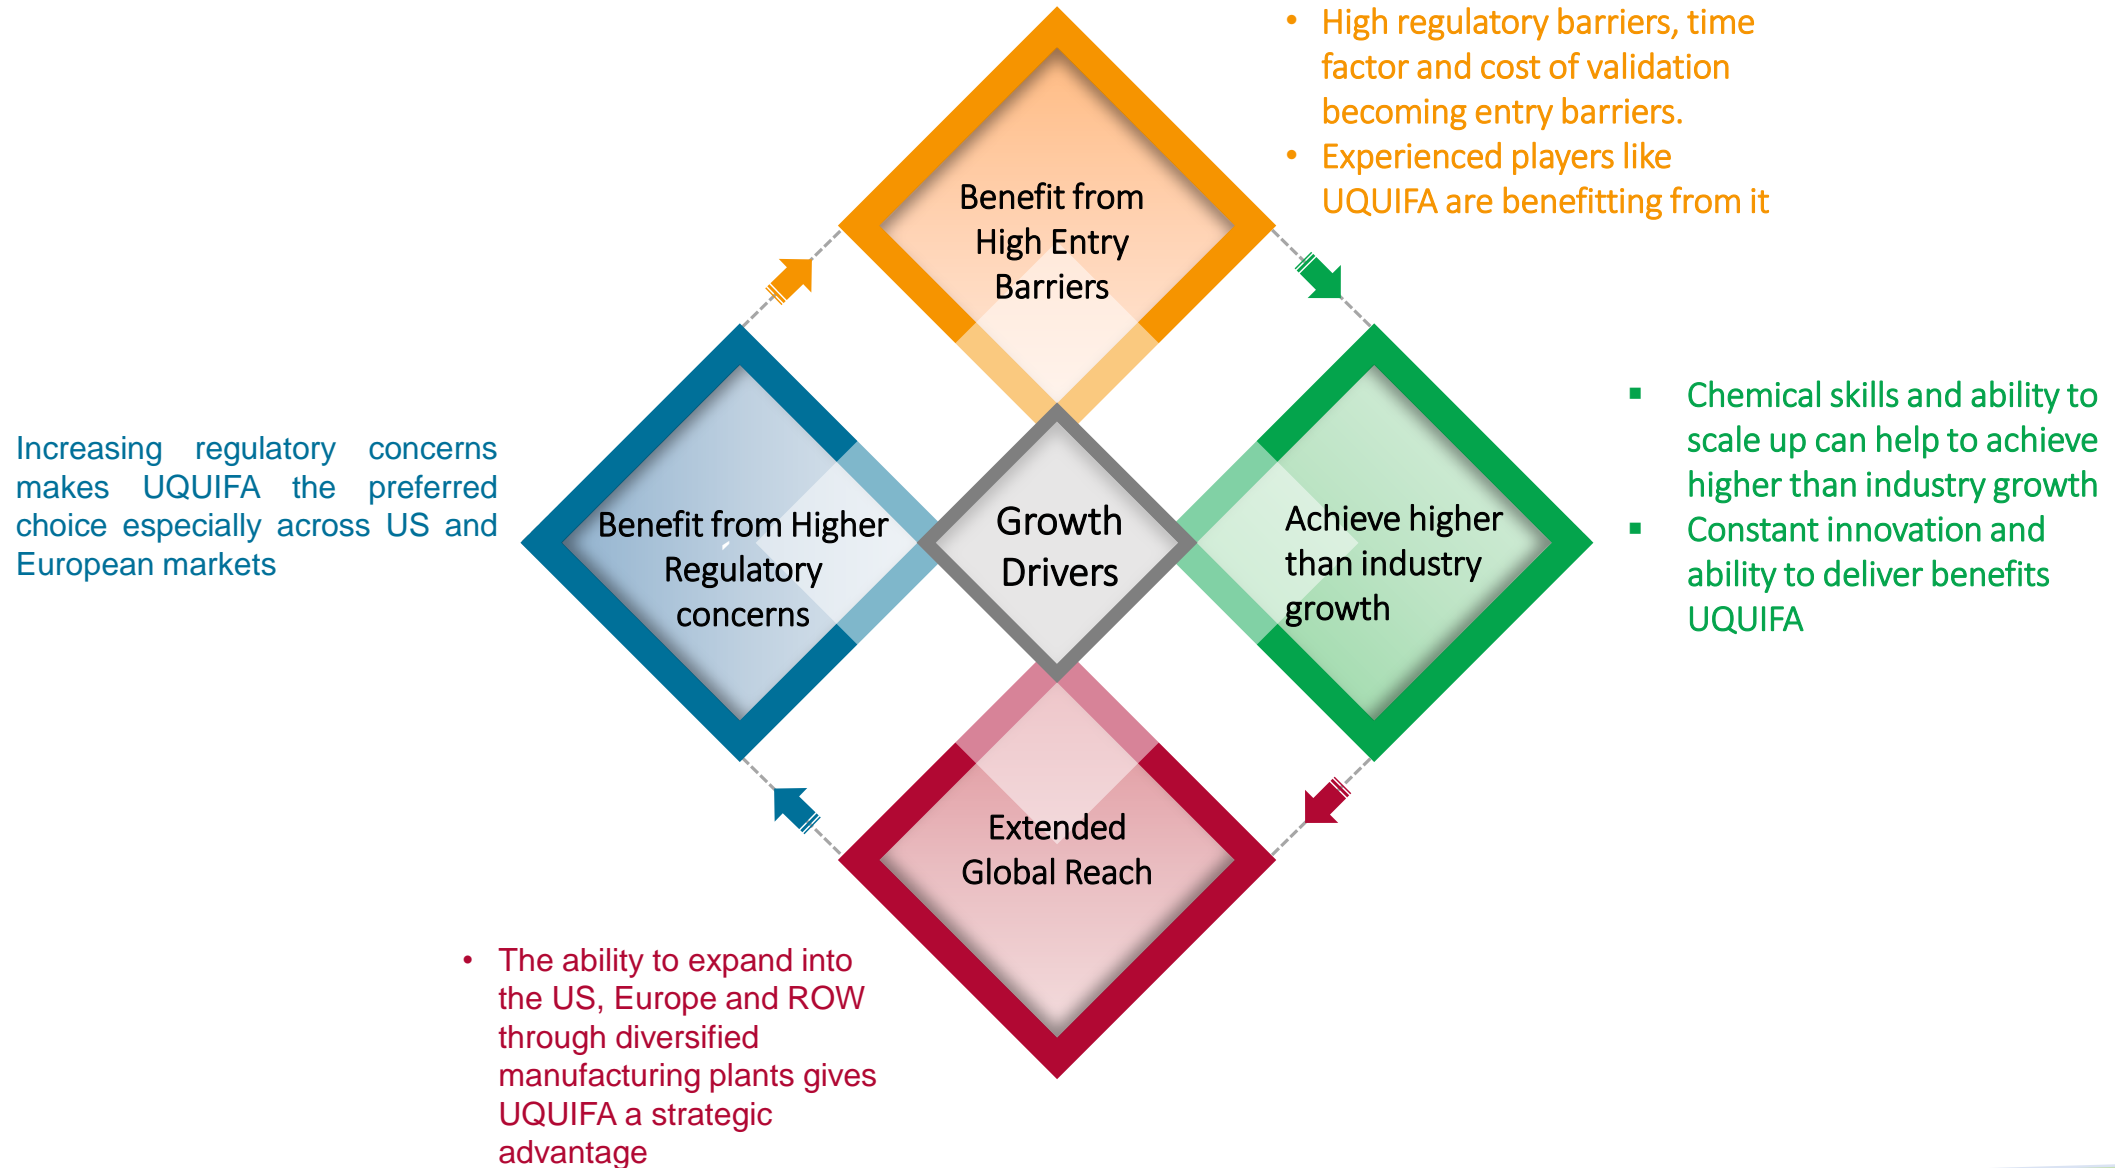 • High regulatory barriers, time
factor and cost of validation
becoming entry barriers.
• Experienced players like
UQUIFA are benefitting from it
Benefit from
High Entry
Barriers
Increasing regulatory concerns
makes UQUIFA the preferred
choice especially across US and
European markets
Benefit from Higher
Regulatory
concerns
Growth
Drivers
Achieve higher
than industry
growth
▪ Chemical skills and ability to
scale up can help to achieve
higher than industry growth
▪ Constant innovation and
ability to deliver benefits
UQUIFA
Extended
Global Reach
• The ability to expand into
the US, Europe and ROW
through diversified
manufacturing plants gives
UQUIFA a strategic
advantage